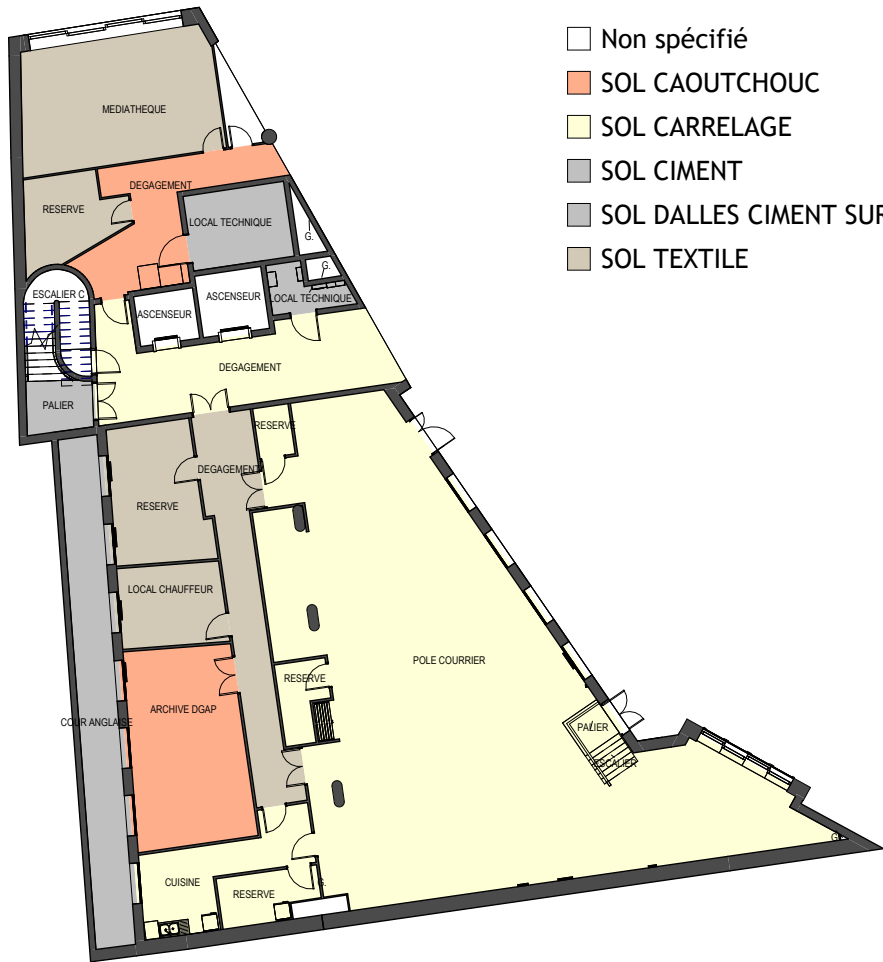 Non spécifié
SOL CAOUTCHOUC
SOL CARRELAGE
SOL CIMENT
SOL DALLES CIMENT SUR
SOL TEXTILE
MEDIATHEQUE
DEGAGEMENT
RESERVE
LOCAL TECHNIQUE
G.
G.
ESCALIER C
ASCENSEUR
ASCENSEUR
LOCAL TECHNIQUE
DEGAGEMENT
PALIER
RESERVE
DEGAGEMENT
RESERVE
LOCAL CHAUFFEUR
POLE COURRIER
RESERVE
ARCHIVE DGAP
COUR ANGLAISE
PALIER
ESCALIER
G.
CUISINE
G.
RESERVE